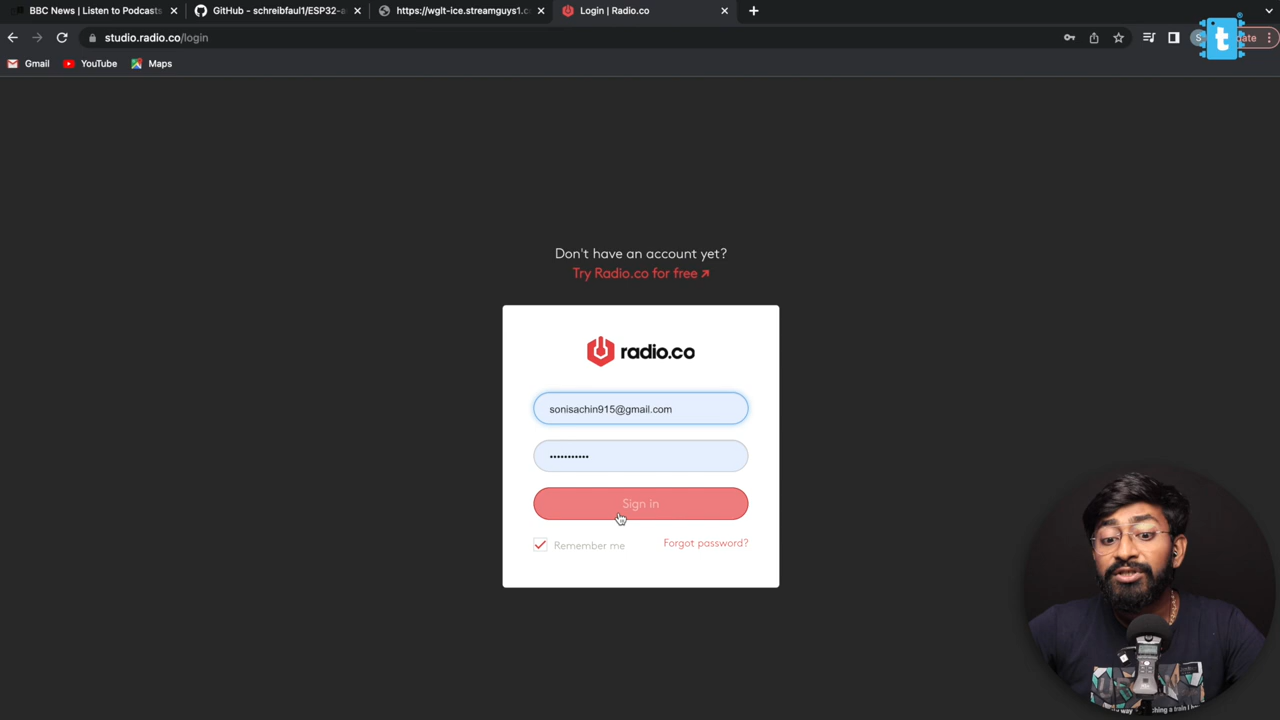 BBC News | Listen to Podcasts
GitHub - schreibfaul1/ESP32-a
https://wglt-ice.streamguys1.c
Login | Radio.co
studio.radio.co/login
S
t
Gmail
YouTube
Maps
Don't have an account yet?
Try Radio.co for free ↗
radio.co
sonisachin915@gmail.com
•••••••••••
Sign in
Remember me
Forgot password?